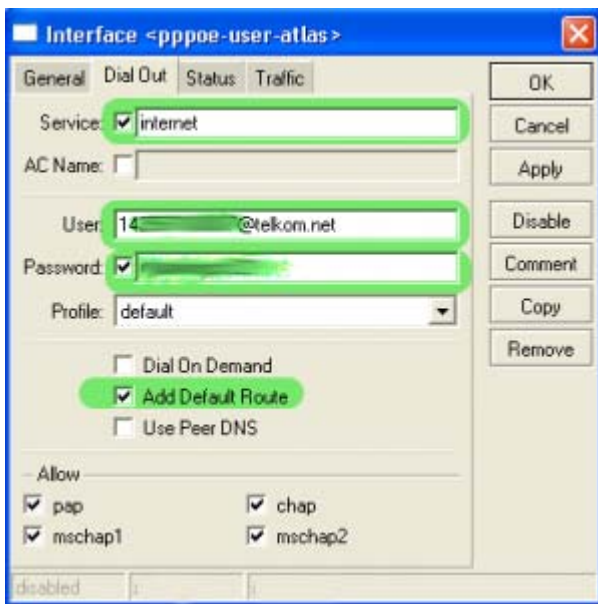 Interface <pppoe-user-atlas>
General Dial Out Status Traffic
Service: internet
AC Name:
User: 14 @telkom.net
Password:
Profile: default
Dial On Demand
Add Default Route
Use Peer DNS
Allow
pap chap
mschap1 mschap2
OK
Cancel
Apply
Disable
Comment
Copy
Remove
disabled